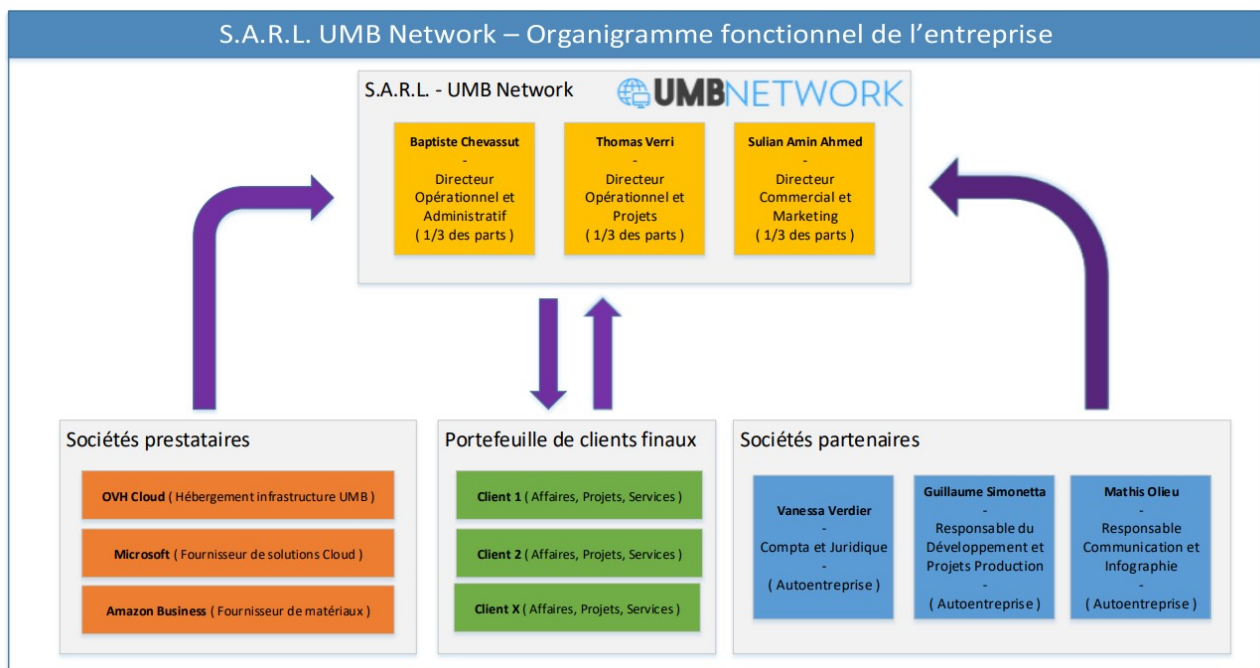 S.A.R.L. UMB Network – Organigramme fonctionnel de l'entreprise
S.A.R.L. - UMB Network
UMBNETWORK
Baptiste Chevassut
-
Directeur
Opérationnel et
Administratif
( 1/3 des parts )
Thomas Verri
-
Directeur
Opérationnel et
Projets
( 1/3 des parts )
Sulian Amin Ahmed
-
Directeur
Commercial et
Marketing
( 1/3 des parts )
Sociétés prestataires
OVH Cloud ( Hébergement infrastructure UMB )
Microsoft ( Fournisseur de solutions Cloud )
Amazon Business ( Fournisseur de matériaux )
Portefeuille de clients finaux
Client 1 ( Affaires, Projets, Services )
Client 2 ( Affaires, Projets, Services )
Client X ( Affaires, Projets, Services )
Sociétés partenaires
Vanessa Verdier
-
Compta et Juridique
-
( Autoentreprise )
Guillaume Simonetta
-
Responsable du
Développement et
Projets Production
-
( Autoentreprise )
Mathis Olieu
-
Responsable
Communication et
Infographie
-
( Autoentreprise )